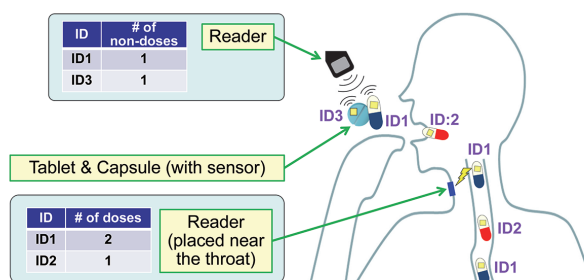 ID # of non-doses
ID1 1
ID3 1
Reader
ID3
ID1
ID:2
ID1
Tablet & Capsule (with sensor)
ID # of doses
ID1 2
ID2 1
Reader
(placed near
the throat)
ID2
ID1